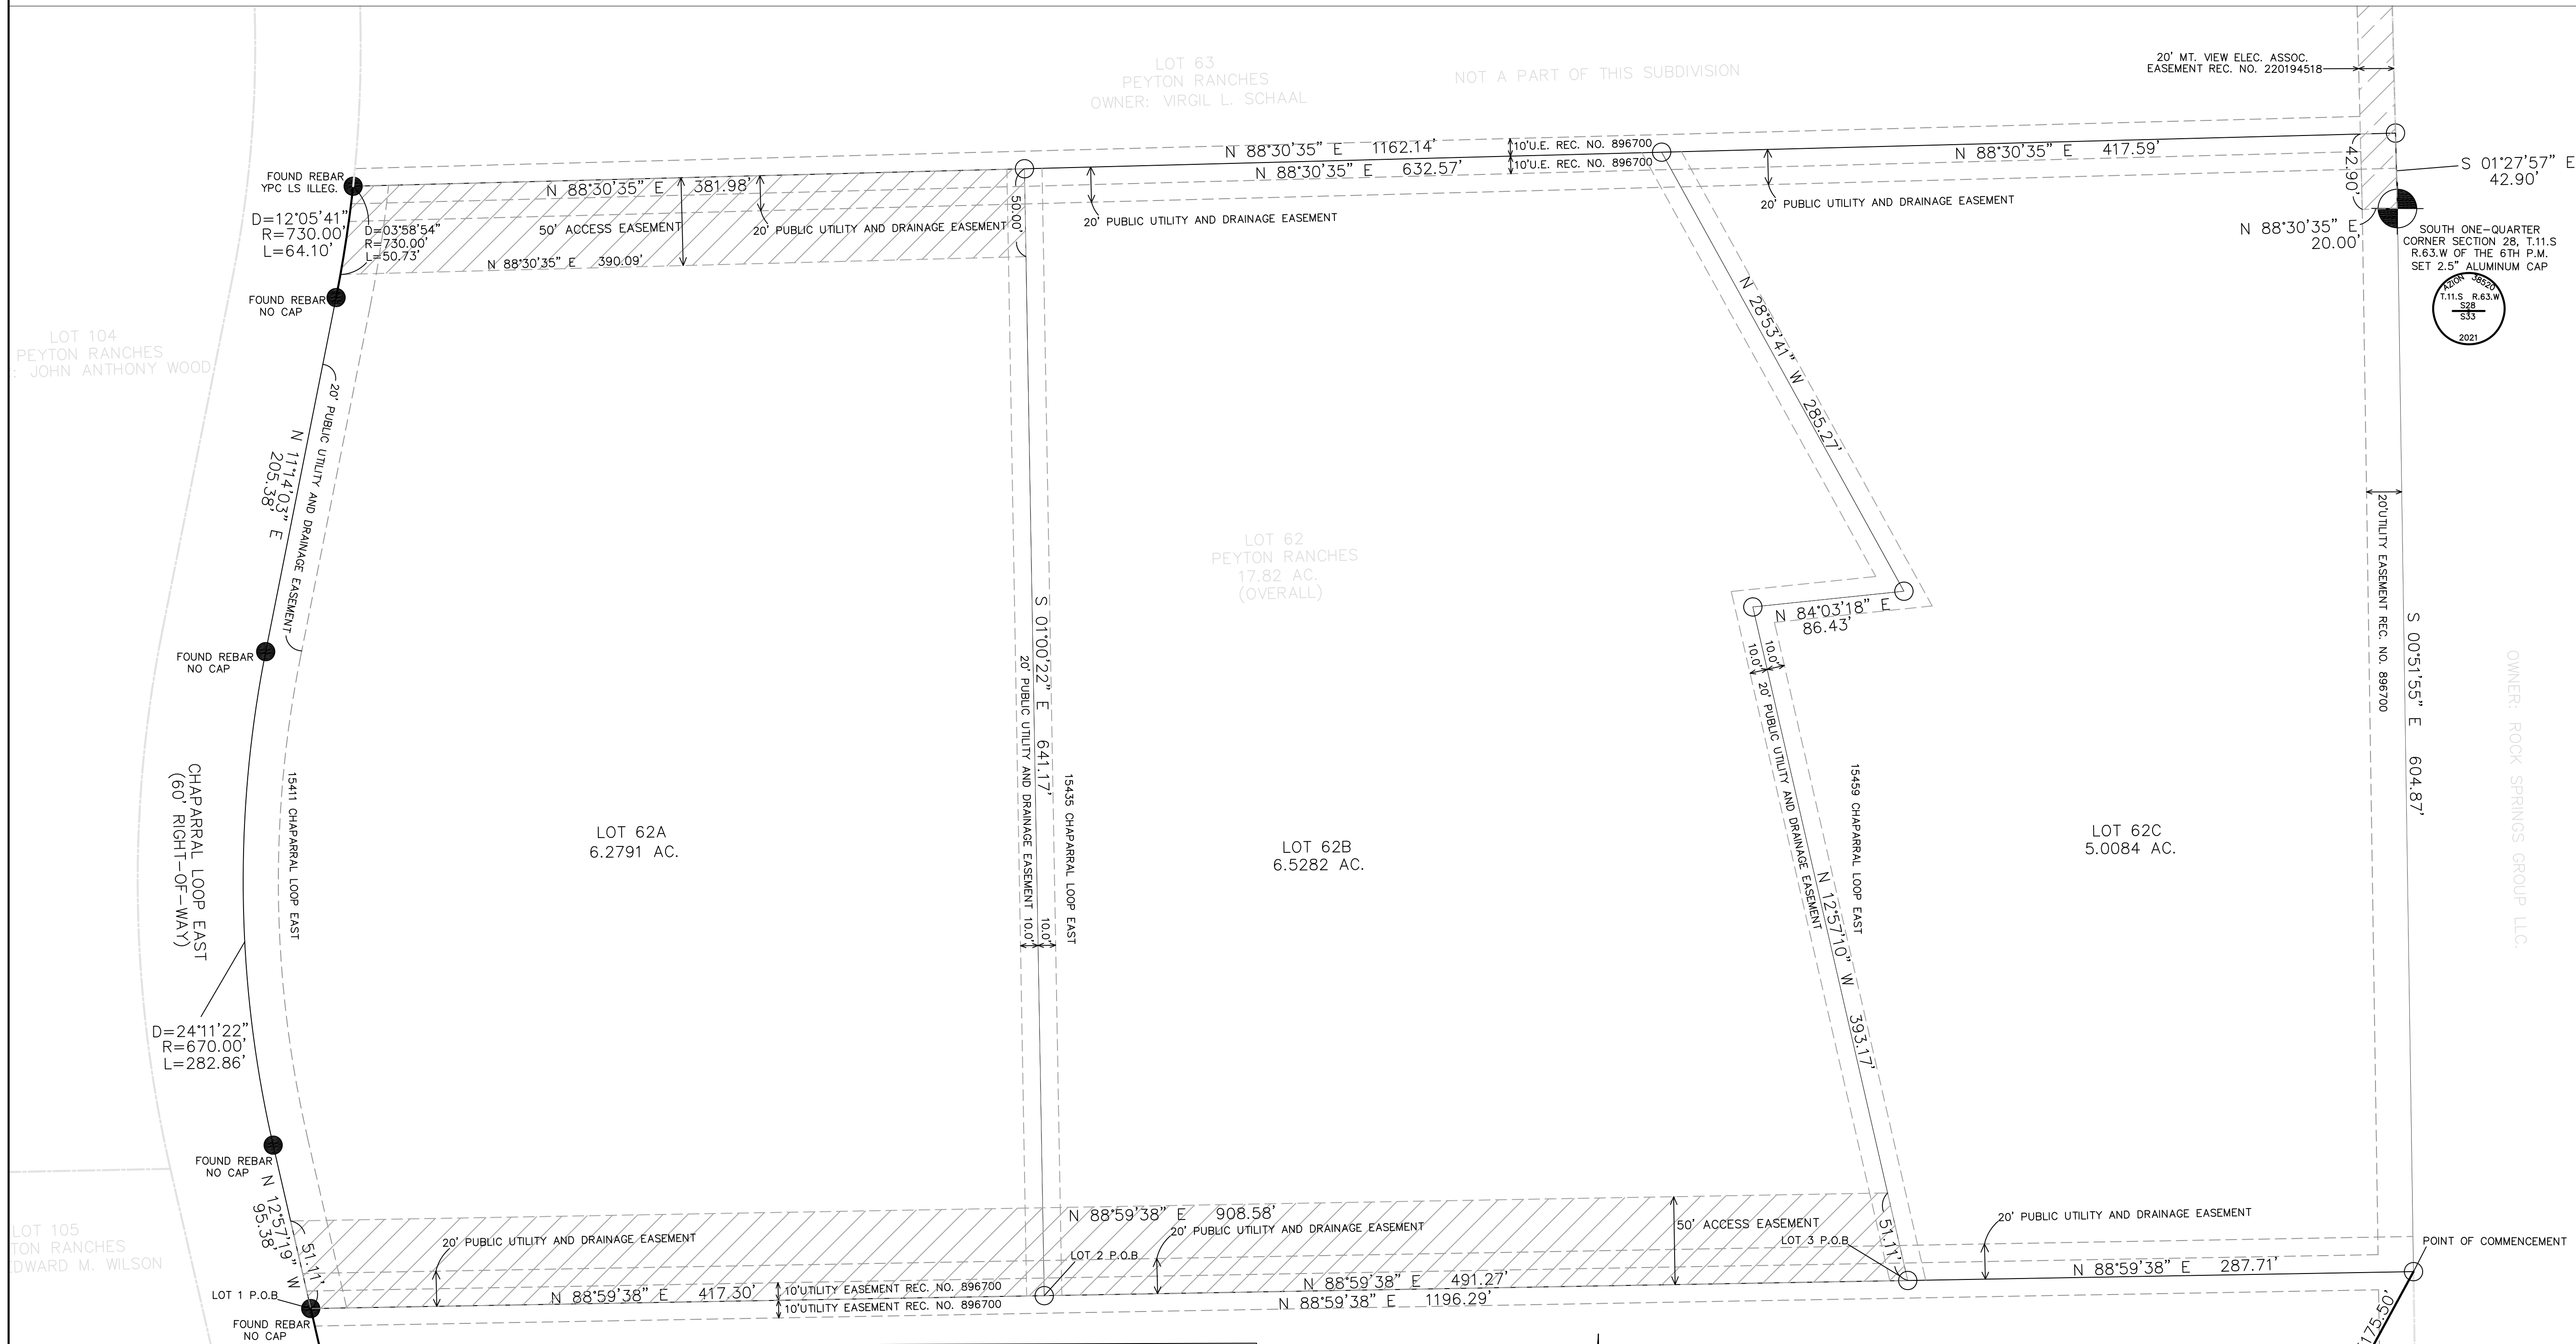 LOT 63
PEYTON RANCHES
OWNER: VIRGIL L. SCHAAL
NOT A PART OF THIS SUBDIVISION
20' MT. VIEW ELEC. ASSOC.
EASEMENT REC. NO. 220194518
N 88°30'35" E 1162.14'
10'U.E. REC. NO. 896700
N 88°30'35" E 632.57'
10'U.E. REC. NO. 896700
N 88°30'35" E 417.59'
42.90'
S 01°27'57" E
42.90'
FOUND REBAR
YPC LS ILLEG.
N 88°30'35" E 381.98'
D=12°05'41"
R=730.00'
L=64.10'
D=03°58'54"
R=730.00'
L=50.73'
50' ACCESS EASEMENT
20' PUBLIC UTILITY AND DRAINAGE EASEMENT
50.00'
20' PUBLIC UTILITY AND DRAINAGE EASEMENT
20' PUBLIC UTILITY AND DRAINAGE EASEMENT
N 88°30'35" E
20.00'
SOUTH ONE-QUARTER
CORNER SECTION 28, T.11.S
R.63.W OF THE 6TH P.M.
SET 2.5" ALUMINUM CAP
N 88°30'35" E 390.09'
AZION 38520
T.11.S R.63.W
S28
S33
2021
FOUND REBAR
NO CAP
LOT 104
PEYTON RANCHES
: JOHN ANTHONY WOOD
N 28°53'41" W 285.27'
20' PUBLIC UTILITY AND DRAINAGE EASEMENT
N 11°14'03" E
205.38'
LOT 62
PEYTON RANCHES
17.82 AC.
(OVERALL)
20'UTILITY EASEMENT REC. NO. 896700
S 00°51'55" E 604.87'
OWNER: ROCK SPRINGS GROUP LLC.
FOUND REBAR
NO CAP
S 01°00'22" E 641.17'
20' PUBLIC UTILITY AND DRAINAGE EASEMENT
10.0'
10.0'
N 84°03'18" E
86.43'
10.0'
10.0'
20' PUBLIC UTILITY AND DRAINAGE EASEMENT
N 12°57'10" W 393.17'
CHAPARRAL LOOP EAST
(60' RIGHT-OF-WAY)
15411 CHAPARRAL LOOP EAST
15435 CHAPARRAL LOOP EAST
15459 CHAPARRAL LOOP EAST
LOT 62A
6.2791 AC.
LOT 62B
6.5282 AC.
LOT 62C
5.0084 AC.
D=24°11'22"
R=670.00'
L=282.86'
FOUND REBAR
NO CAP
N 12°57'19" W
95.38'
51.11'
LOT 105
TON RANCHES
DWARD M. WILSON
N 88°59'38" E 908.58'
20' PUBLIC UTILITY AND DRAINAGE EASEMENT
20' PUBLIC UTILITY AND DRAINAGE EASEMENT
50' ACCESS EASEMENT
51.11'
20' PUBLIC UTILITY AND DRAINAGE EASEMENT
LOT 2 P.O.B
LOT 3 P.O.B
POINT OF COMMENCEMENT
LOT 1 P.O.B
N 88°59'38" E 417.30'
10'UTILITY EASEMENT REC. NO. 896700
N 88°59'38" E 491.27'
N 88°59'38" E 287.71'
10'UTILITY EASEMENT REC. NO. 896700
N 88°59'38" E 1196.29'
FOUND REBAR
NO CAP
175.50'